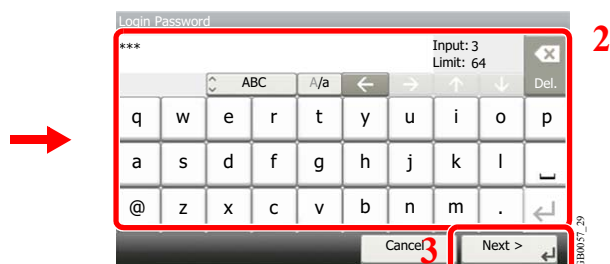 Login Password
***
Input: 3
Limit: 64
2
ABC A/a Del.
q w e r t y u i o p
a s d f g h j k l
@ z x c v b n m .
Cancel 3 Next >
GB0057_29